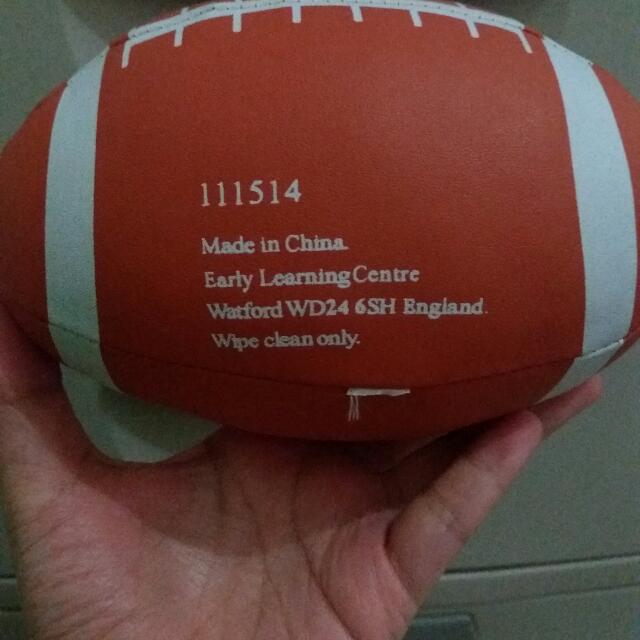 111514
Made in China.
Early Learning Centre
Watford WD24 6SH England.
Wipe clean only.